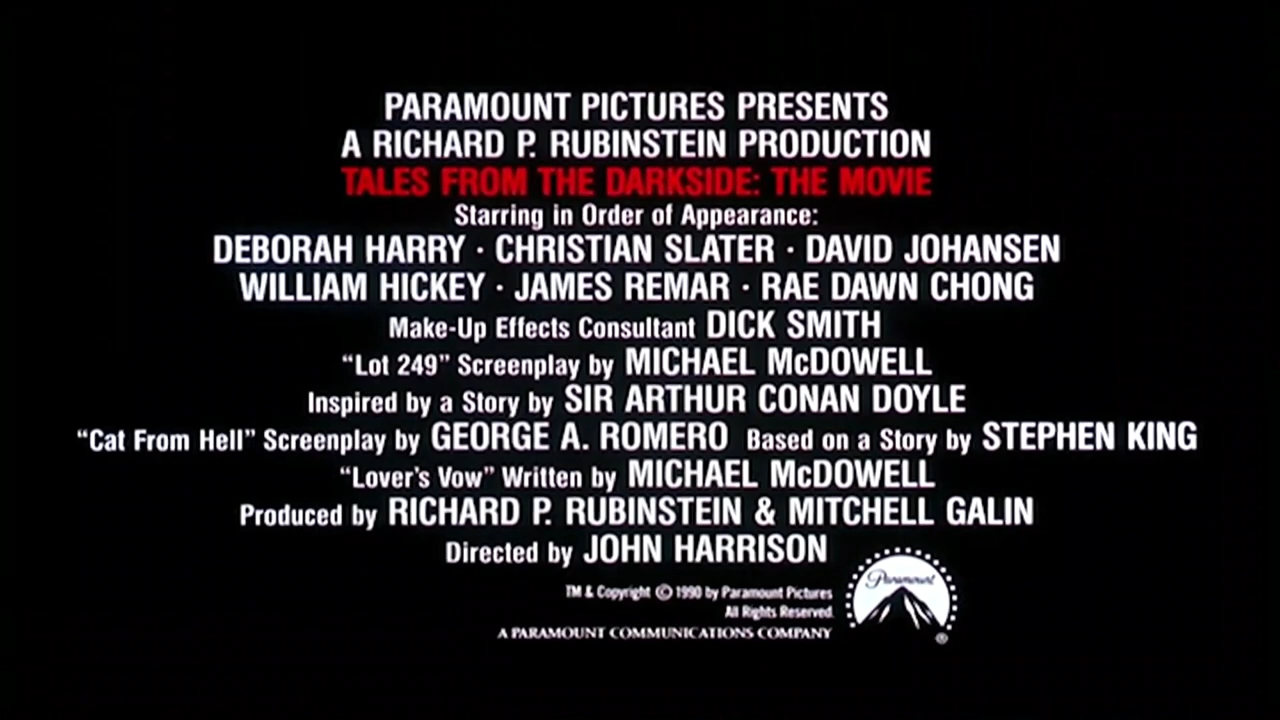 PARAMOUNT PICTURES PRESENTS
A RICHARD P. RUBINSTEIN PRODUCTION
TALES FROM THE DARKSIDE: THE MOVIE
Starring in Order of Appearance:
DEBORAH HARRY · CHRISTIAN SLATER · DAVID JOHANSEN
WILLIAM HICKEY · JAMES REMAR · RAE DAWN CHONG
Make-Up Effects Consultant DICK SMITH
“Lot 249” Screenplay by MICHAEL McDOWELL
Inspired by a Story by SIR ARTHUR CONAN DOYLE
“Cat From Hell” Screenplay by GEORGE A. ROMERO Based on a Story by STEPHEN KING
“Lover’s Vow” Written by MICHAEL McDOWELL
Produced by RICHARD P. RUBINSTEIN & MITCHELL GALIN
Directed by JOHN HARRISON
TM & Copyright © 1990 by Paramount Pictures
All Rights Reserved.
A PARAMOUNT COMMUNICATIONS COMPANY
Paramount
®